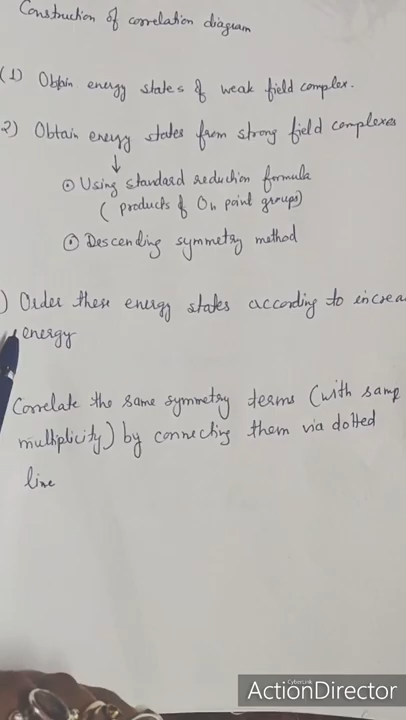 Construction of correlation diagram
(1) Obtain energy states of weak field complex.
2) Obtain energy states from strong field complexes
↓
⊙ Using standard reduction formula
( products of Oh point groups)
⊙ Descending symmetry method
) Order these energy states according to increa
energy
Correlate the same symmetry terms (with same
multiplicity) by connecting them via dotted
line
CyberLink
ActionDirector